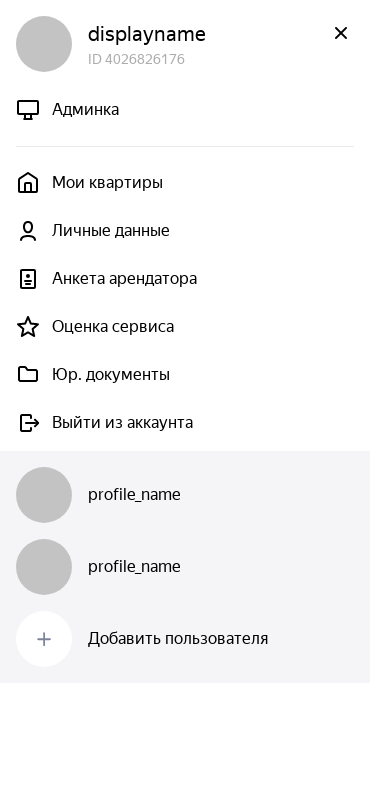 displayname
ID 4026826176
Админка
Мои квартиры
Личные данные
Анкета арендатора
Оценка сервиса
Юр. документы
Выйти из аккаунта
profile_name
profile_name
Добавить пользователя